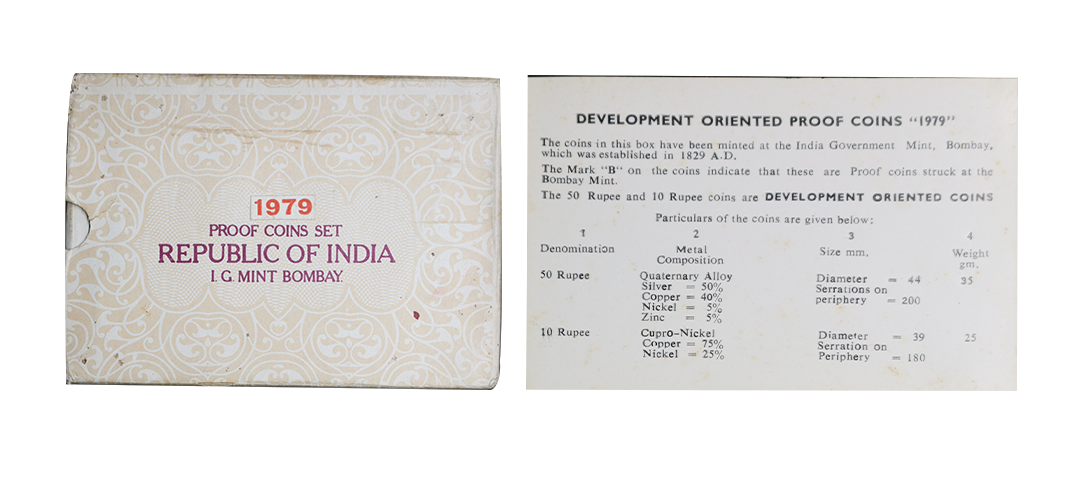 1979
PROOF COINS SET
REPUBLIC OF INDIA
I. G. MINT BOMBAY.
DEVELOPMENT ORIENTED PROOF COINS "1979"
The coins in this box have been minted at the India Government Mint, Bombay,
which was established in 1829 A.D.
The Mark "B" on the coins indicate that these are Proof coins struck at the
Bombay Mint.
The 50 Rupee and 10 Rupee coins are DEVELOPMENT ORIENTED COINS
Particulars of the coins are given below:
1 2 3 4
Denomination Metal Composition Size mm, Weight gm,
50 Rupee Quaternary Alloy Diameter = 44 35
Silver = 50% Serrations on
Copper = 40% periphery = 200
Nickel = 5%
Zinc = 5%
10 Rupee Cupro-Nickel Diameter = 39 25
Copper = 75% Serration on
Nickel = 25% Periphery = 180